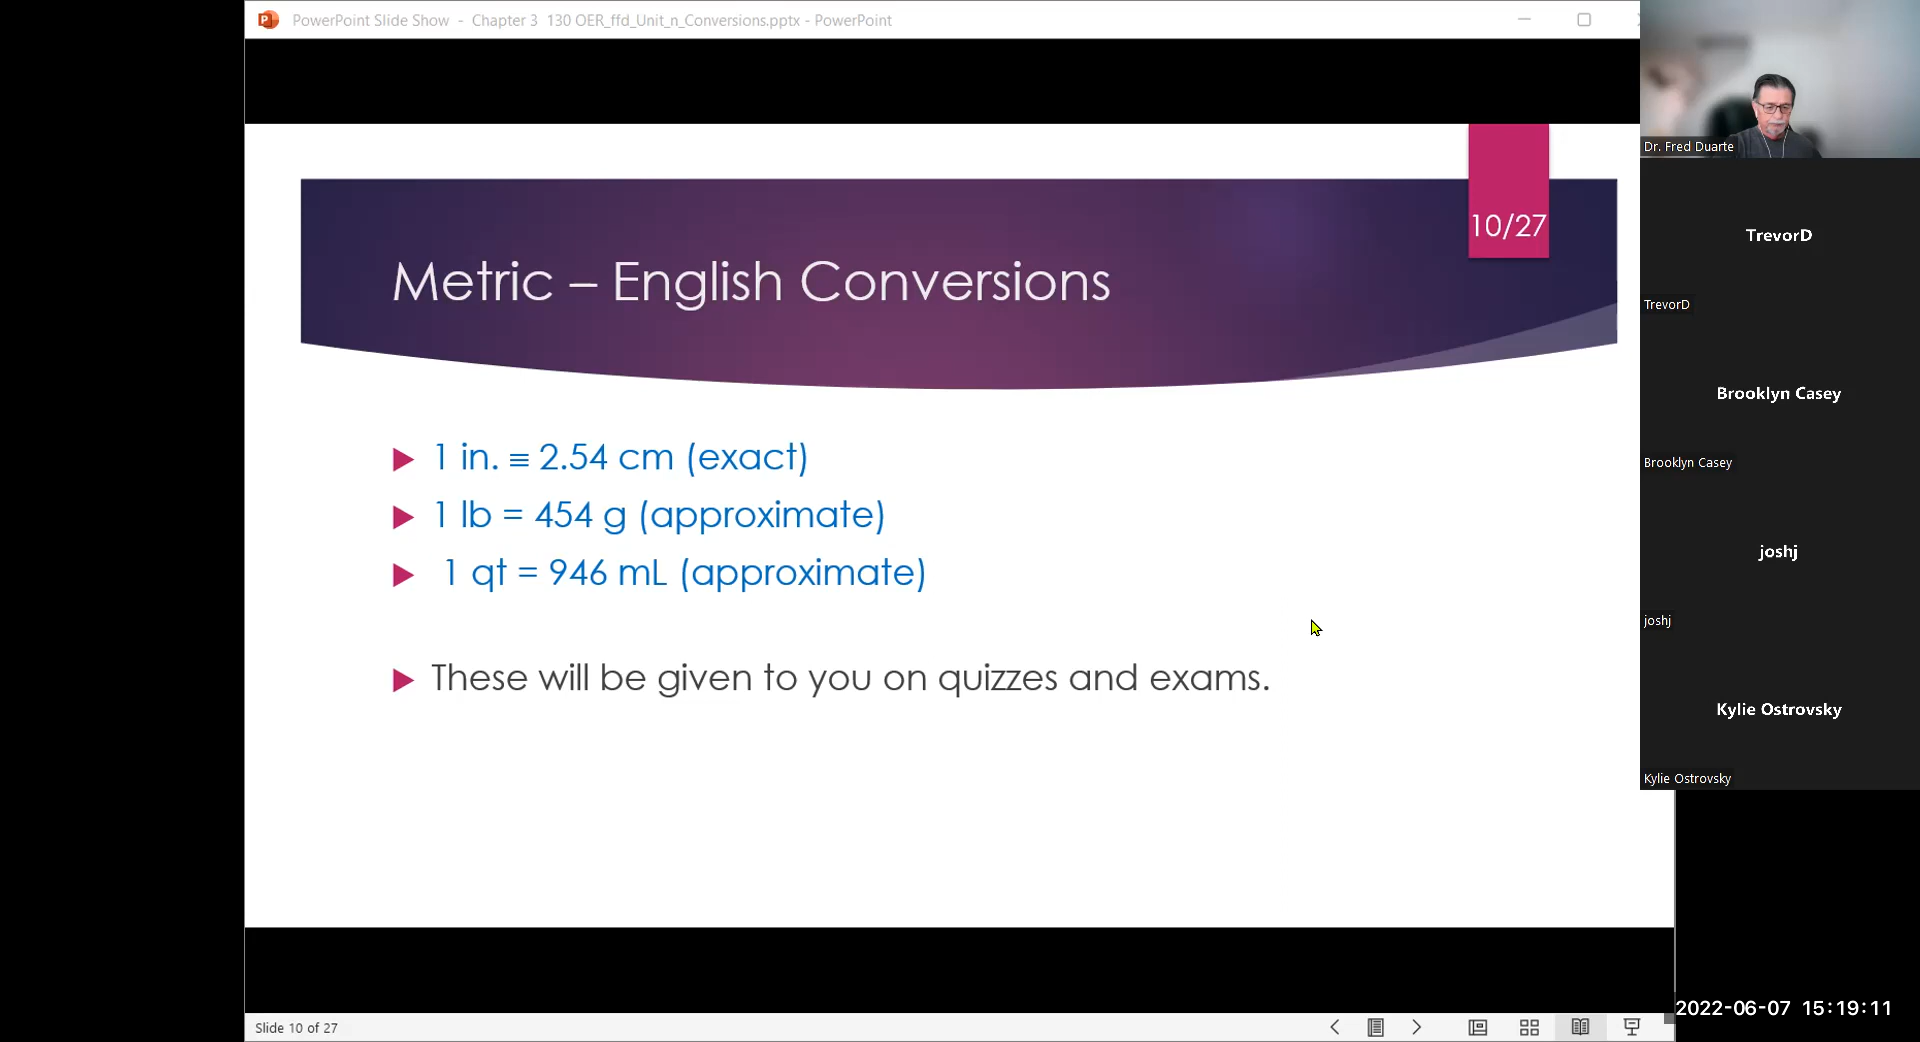 PowerPoint Slide Show - Chapter 3 130 OER_ffd_Unit_n_Conversions.pptx - PowerPoint
10/27
Metric – English Conversions
1 in. ≡ 2.54 cm (exact)
1 lb = 454 g (approximate)
1 qt = 946 mL (approximate)
These will be given to you on quizzes and exams.
Slide 10 of 27
Dr. Fred Duarte
TrevorD
TrevorD
Brooklyn Casey
Brooklyn Casey
joshj
joshj
Kylie Ostrovsky
Kylie Ostrovsky
2022-06-07 15:19:11